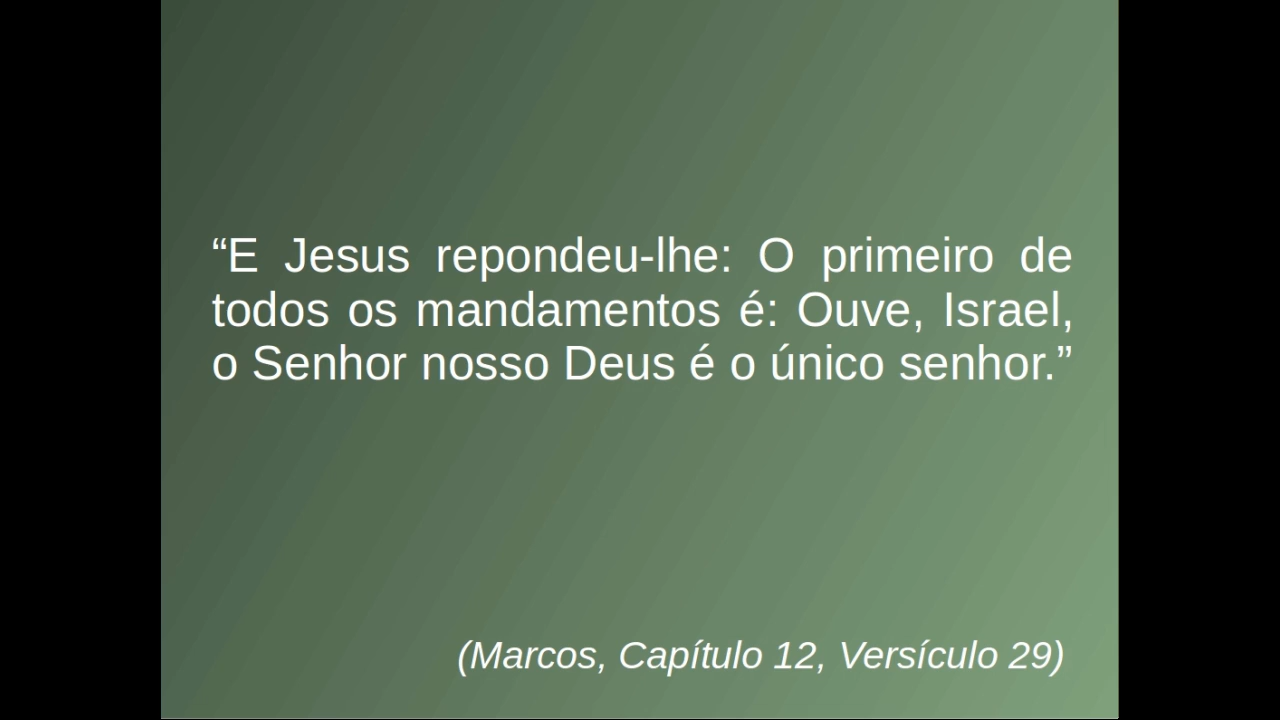 “E Jesus repondeu-lhe: O primeiro de
todos os mandamentos é: Ouve, Israel,
o Senhor nosso Deus é o único senhor.”
(Marcos, Capítulo 12, Versículo 29)